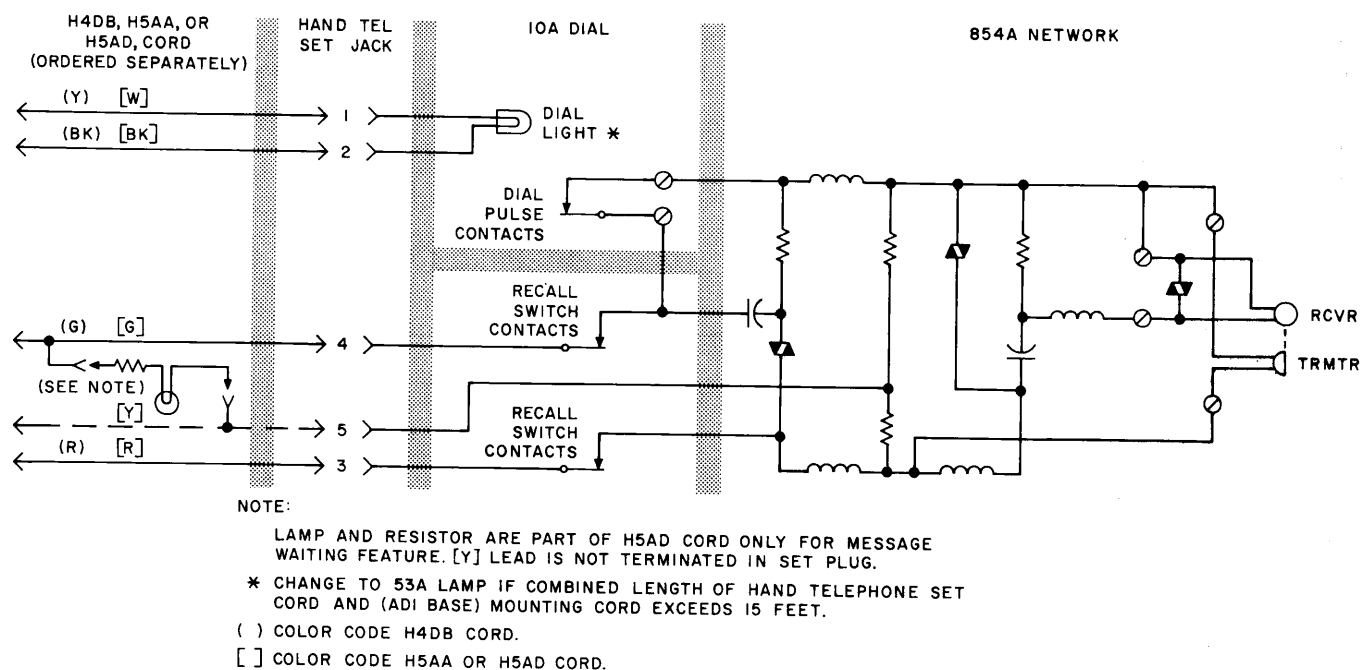 H4DB, H5AA, OR
H5AD, CORD
(ORDERED SEPARATELY)
HAND TEL
SET JACK
10A DIAL
854A NETWORK
(Y) [W]
1
DIAL
LIGHT *
(BK) [BK]
2
DIAL
PULSE
CONTACTS
RECALL
SWITCH
CONTACTS
(G) [G]
4
RCVR
(SEE NOTE)
TRMTR
[Y]
5
RECALL
SWITCH
CONTACTS
(R) [R]
3
NOTE:
LAMP AND RESISTOR ARE PART OF H5AD CORD ONLY FOR MESSAGE
WAITING FEATURE. [Y] LEAD IS NOT TERMINATED IN SET PLUG.
* CHANGE TO 53A LAMP IF COMBINED LENGTH OF HAND TELEPHONE SET
CORD AND (AD1 BASE) MOUNTING CORD EXCEEDS 15 FEET.
( ) COLOR CODE H4DB CORD.
[ ] COLOR CODE H5AA OR H5AD CORD.